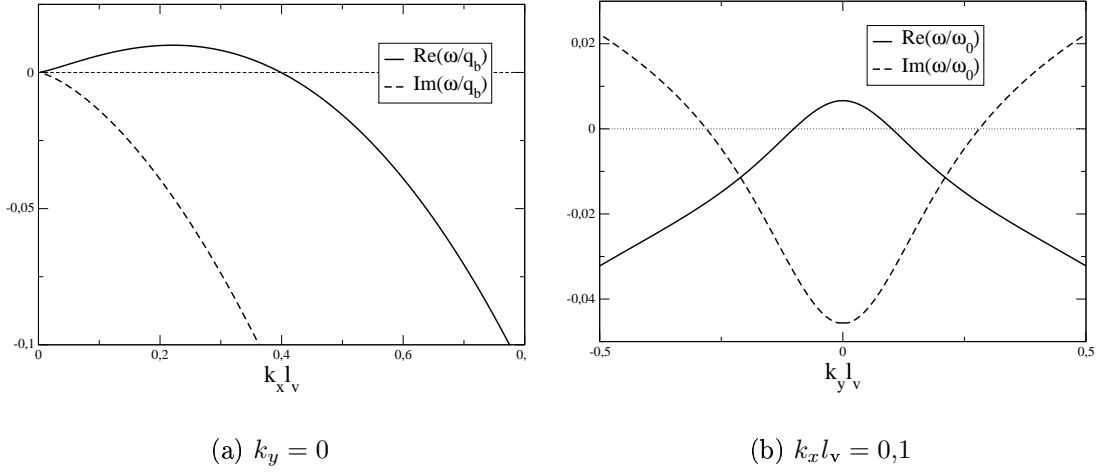 0
-0,05
-0,1
0
0,2
0,4
0,6
0,
Re(ω/q_b)
Im(ω/q_b)
k_x l_v
(a) k_y = 0
0,02
0
-0,02
-0,04
-0,5
0
0,5
Re(ω/ω_0)
Im(ω/ω_0)
k_y l_v
(b) k_x l_v = 0,1